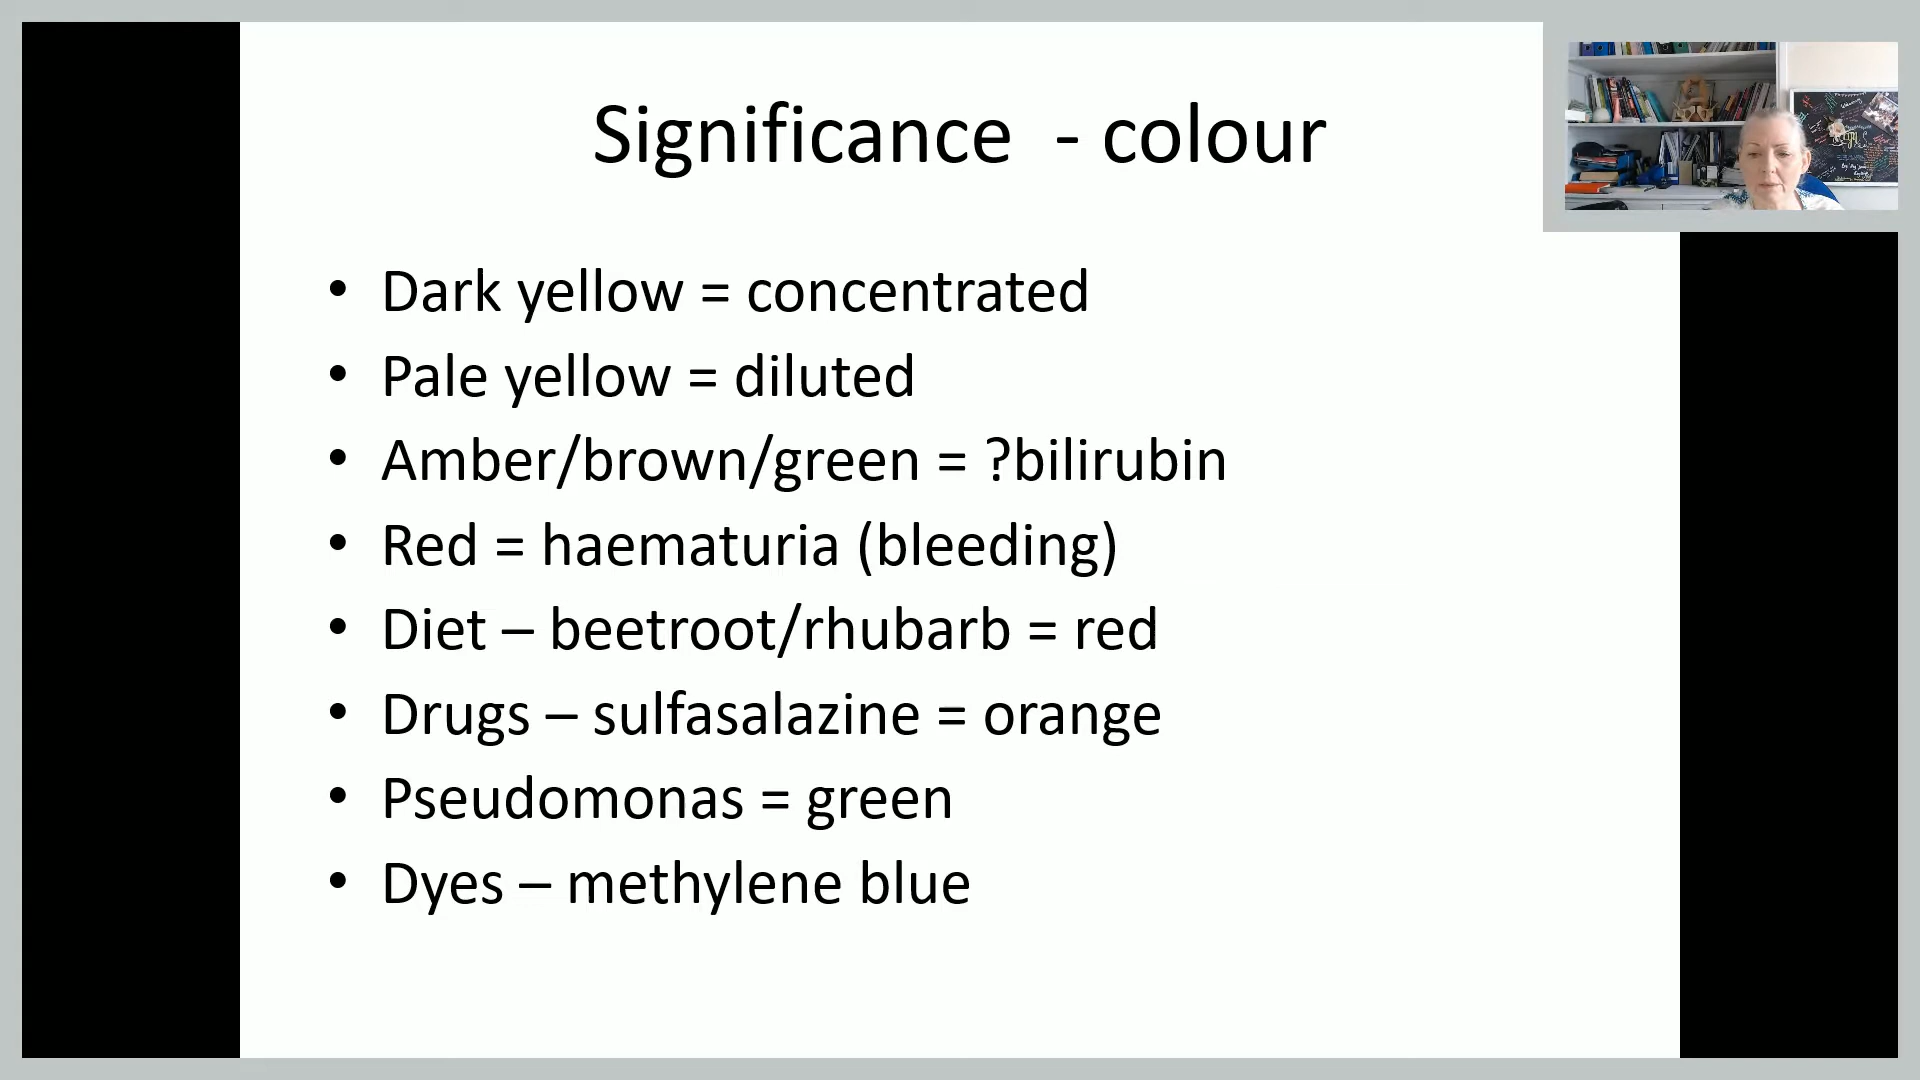 Significance - colour
• Dark yellow = concentrated
• Pale yellow = diluted
• Amber/brown/green = ?bilirubin
• Red = haematuria (bleeding)
• Diet – beetroot/rhubarb = red
• Drugs – sulfasalazine = orange
• Pseudomonas = green
• Dyes – methylene blue